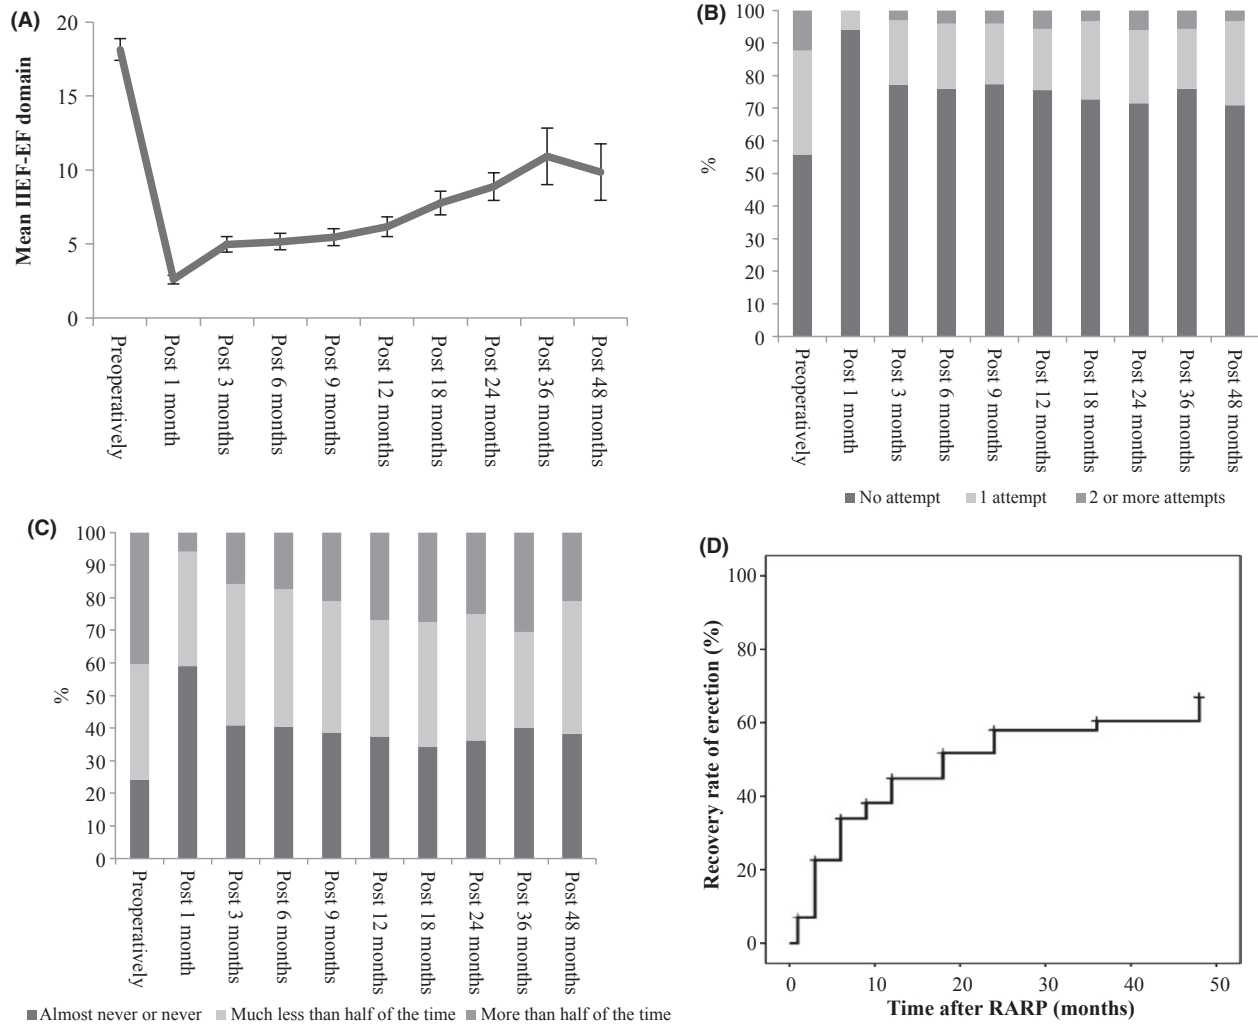 (A)
Mean IIEF-EF domain
20
15
10
5
0
Preoperatively
Post 1 month
Post 3 months
Post 6 months
Post 9 months
Post 12 months
Post 18 months
Post 24 months
Post 36 months
Post 48 months
(B)
%
100
90
80
70
60
50
40
30
20
10
0
Preoperatively
Post 1 month
Post 3 months
Post 6 months
Post 9 months
Post 12 months
Post 18 months
Post 24 months
Post 36 months
Post 48 months
No attempt 1 attempt 2 or more attempts
(C)
%
100
90
80
70
60
50
40
30
20
10
0
Preoperatively
Post 1 month
Post 3 months
Post 6 months
Post 9 months
Post 12 months
Post 18 months
Post 24 months
Post 36 months
Post 48 months
Almost never or never Much less than half of the time More than half of the time
(D)
Recovery rate of erection (%)
100
80
60
40
20
0
0 10 20 30 40 50
Time after RARP (months)